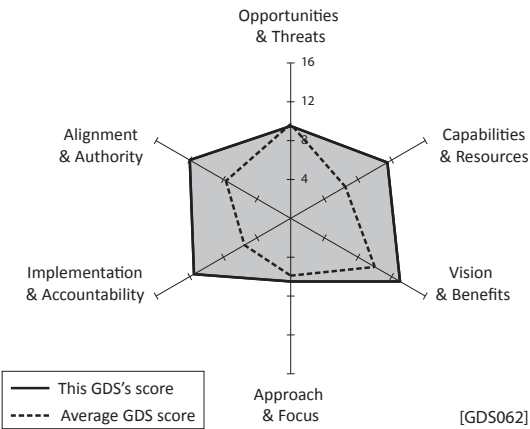 Opportunities
& Threats
16
12
8
4
Alignment
& Authority
Capabilities
& Resources
Implementation
& Accountability
Vision
& Benefits
Approach
& Focus
This GDS's score
Average GDS score
[GDS062]